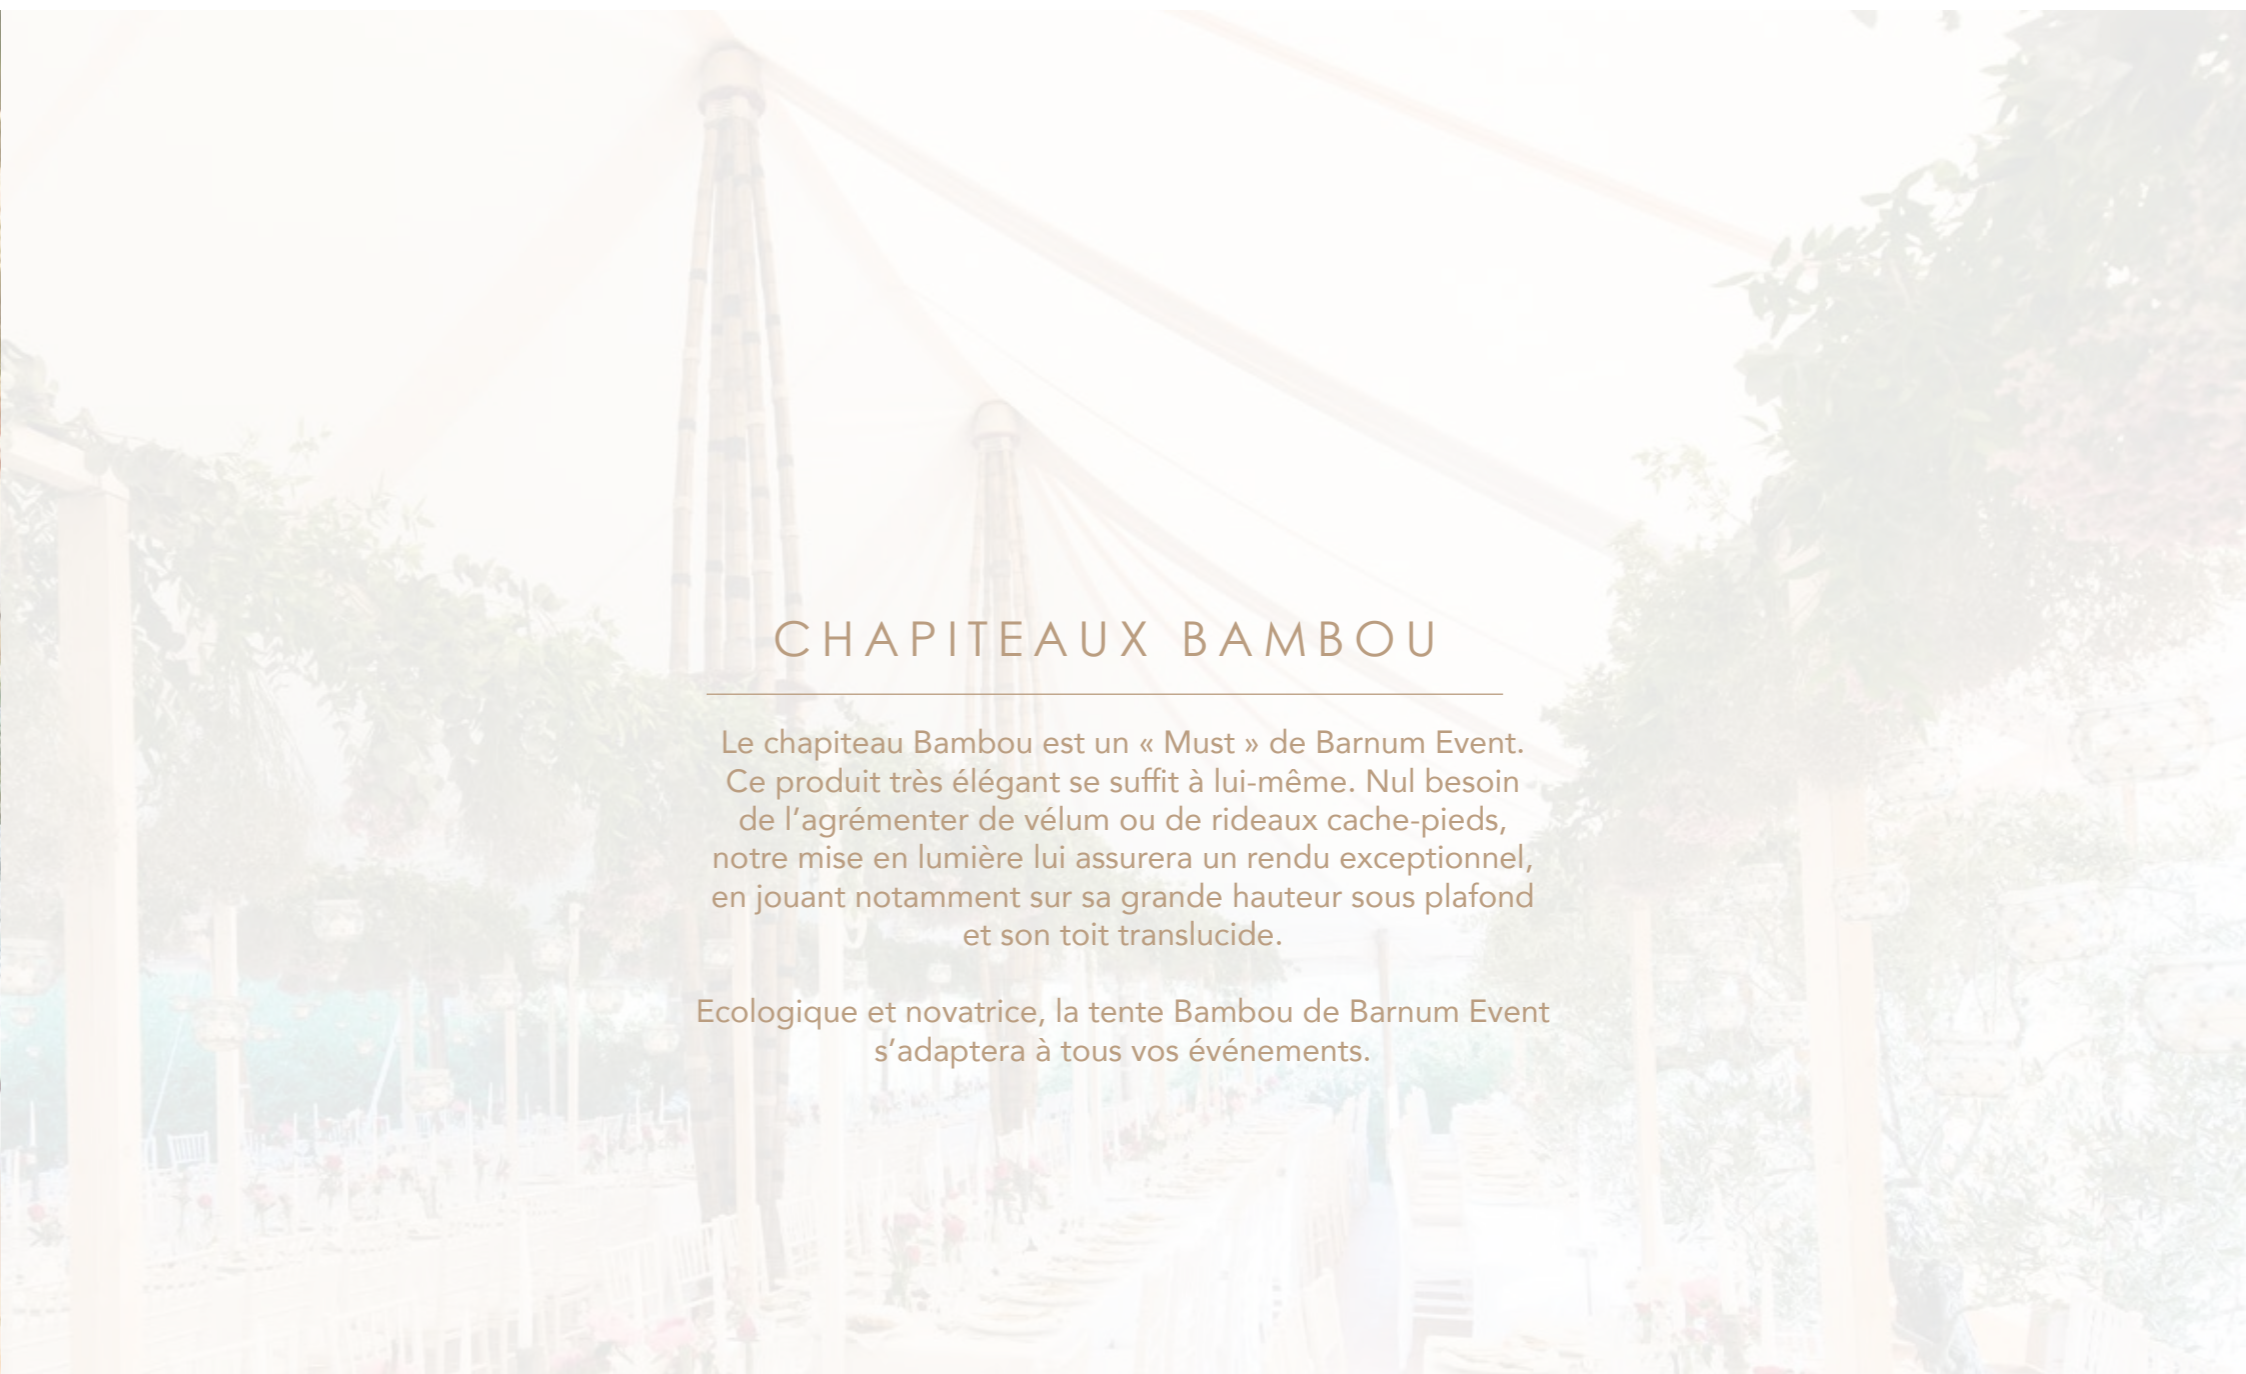 CHAPITEAUX BAMBOU
Le chapiteau Bambou est un « Must » de Barnum Event.
Ce produit très élégant se suffit à lui-même. Nul besoin
de l’agrémenter de vélum ou de rideaux cache-pieds,
notre mise en lumière lui assurera un rendu exceptionnel,
en jouant notamment sur sa grande hauteur sous plafond
et son toit translucide.
Ecologique et novatrice, la tente Bambou de Barnum Event
s’adaptera à tous vos événements.